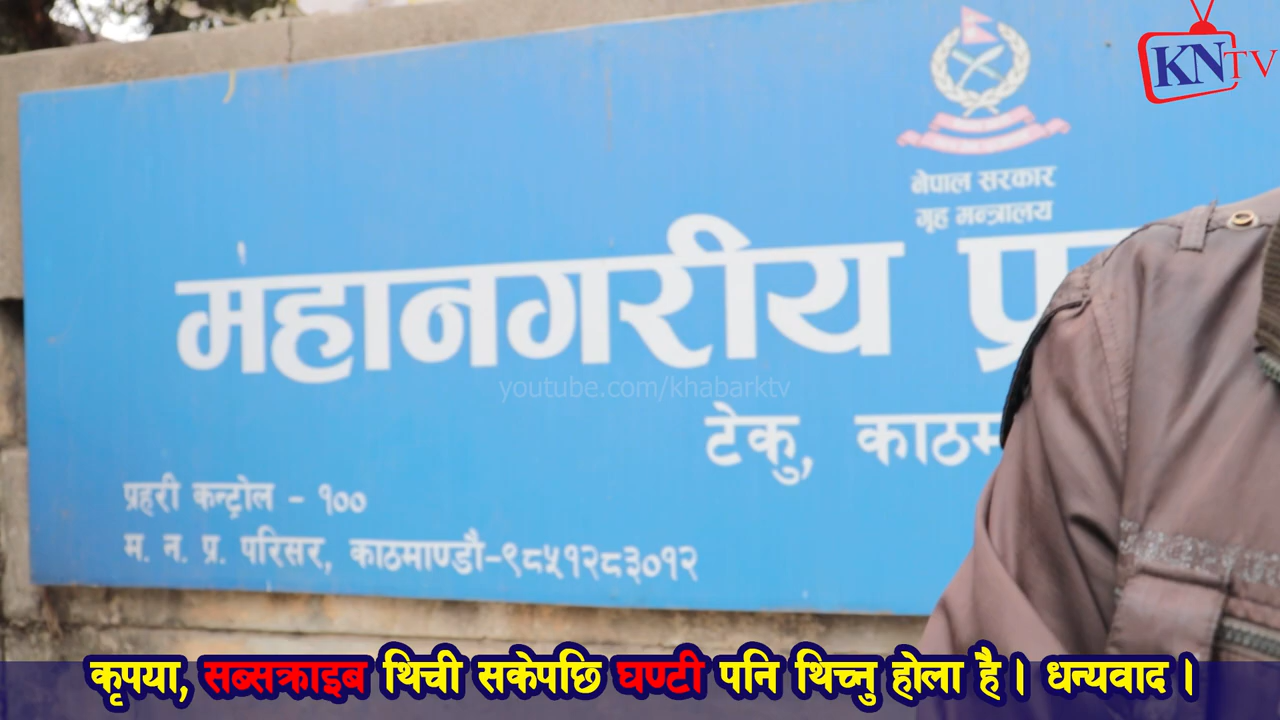 KNTV
नेपाल सरकार
गृह मन्त्रालय
महानगरीय प्र
youtube.com/khabarktv
टेकु, काठम
प्रहरी कन्ट्रोल - १००
म. न. प्र. परिसर, काठमाण्डौ-९८५१२८३०१२
कृपया, सब्सक्राइब थिची सकेपछि घण्टी पनि थिच्नु होला है। धन्यवाद।